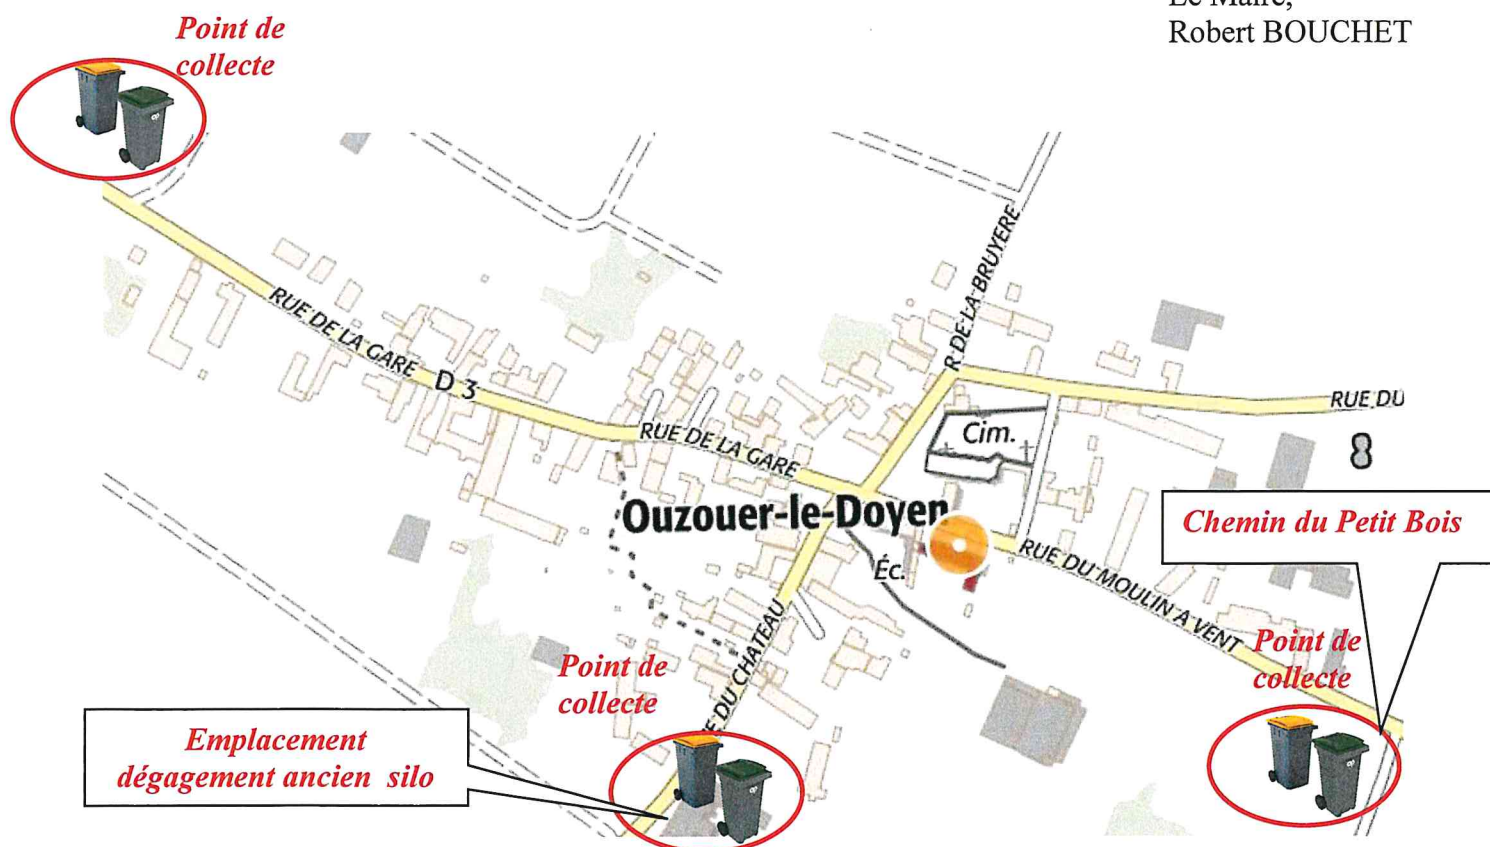 Robert BOUCHET
Point de
collecte
R DE LA BRUYERE
RUE DE LA GARE
D 3
RUE DU
RUE DE LA GARE
Cim.
8
Ouzouer-le-Doyen
Chemin du Petit Bois
Éc.
RUE DU MOULIN A VENT
DU CHATEAU
Point de
collecte
Point de
collecte
Emplacement
dégagement ancien silo